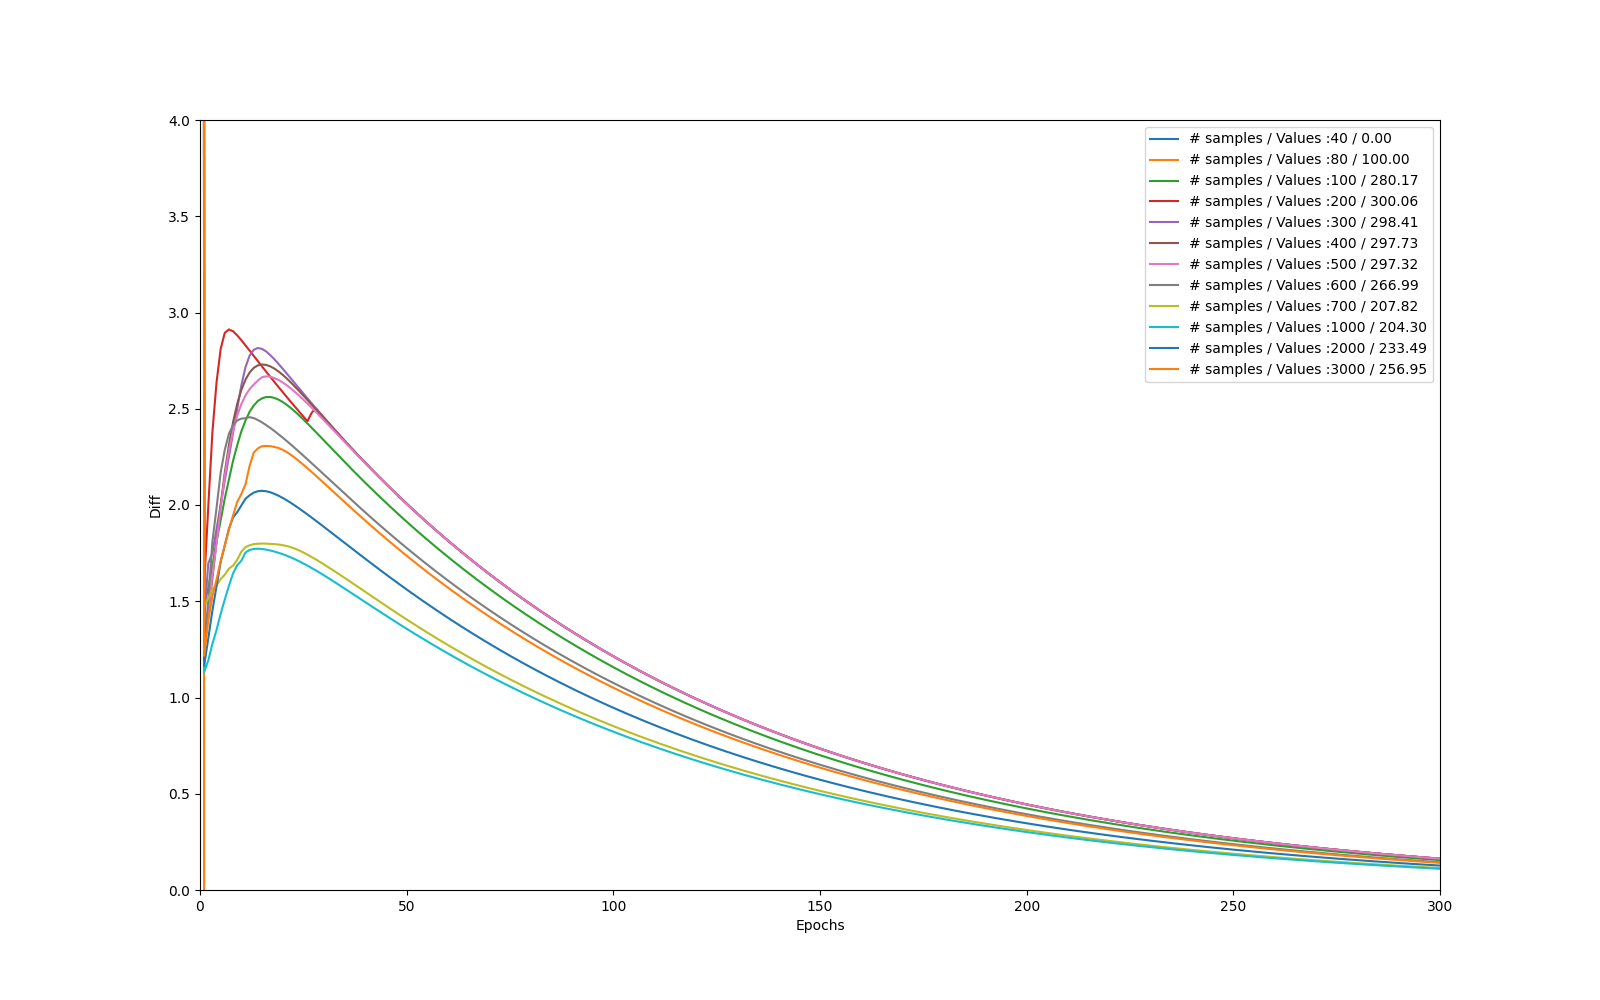 4.0
3.5
3.0
2.5
2.0
1.5
1.0
0.5
0.0
Diff
0
50
100
150
200
250
300
Epochs
# samples / Values :40 / 0.00
# samples / Values :80 / 100.00
# samples / Values :100 / 280.17
# samples / Values :200 / 300.06
# samples / Values :300 / 298.41
# samples / Values :400 / 297.73
# samples / Values :500 / 297.32
# samples / Values :600 / 266.99
# samples / Values :700 / 207.82
# samples / Values :1000 / 204.30
# samples / Values :2000 / 233.49
# samples / Values :3000 / 256.95